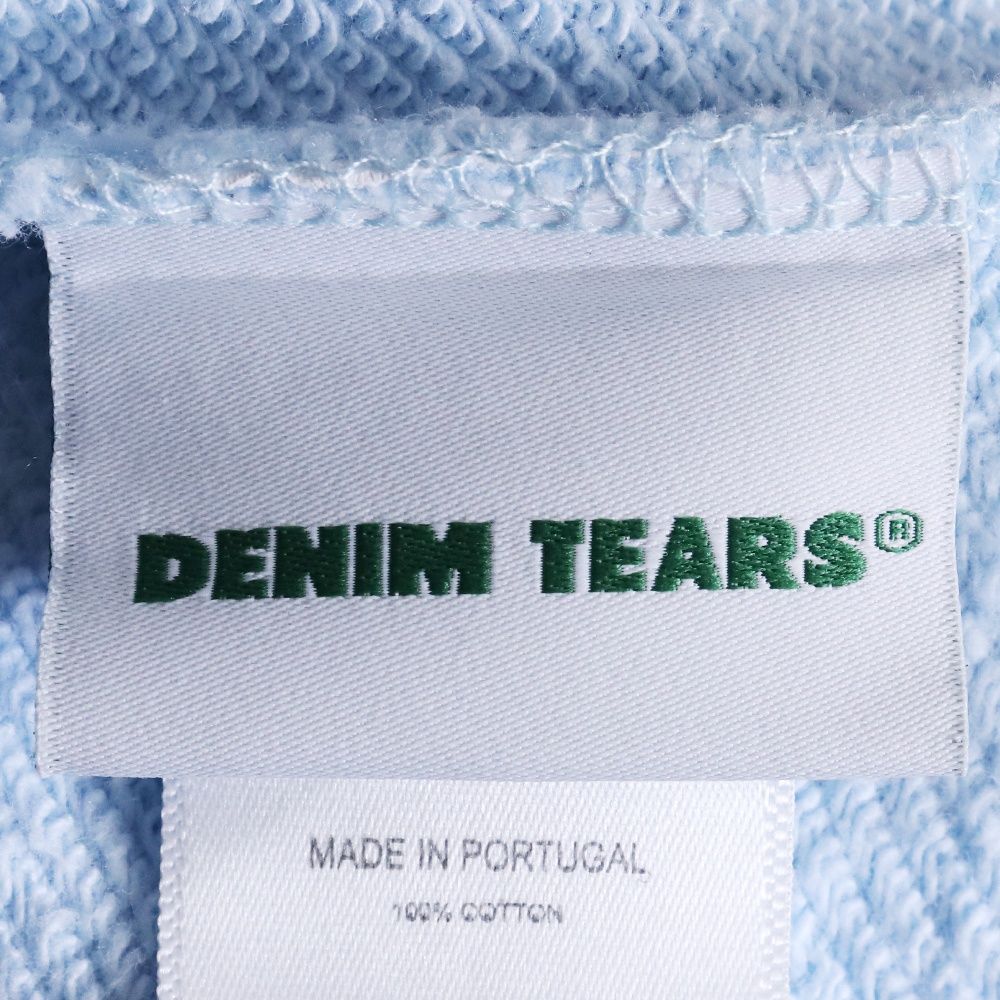 DENIM TEARS®
MADE IN PORTUGAL
100% COTTON